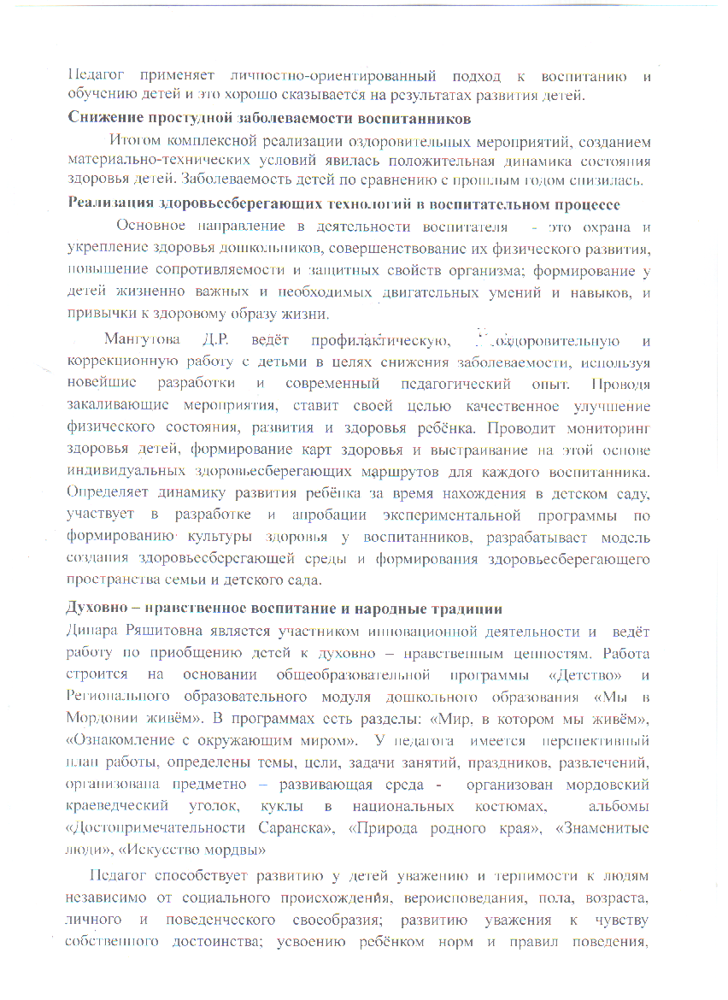 Педагог применяет личностно-ориентированный подход к воспитанию и
обучению детей и это хорошо сказывается на результатах развития детей.
Снижение простудной заболеваемости воспитанников
Итогом комплексной реализации оздоровительных мероприятий, созданием
материально-технических условий явилась положительная динамика состояния
здоровья детей. Заболеваемость детей по сравнению с прошлым годом снизилась.
Реализация здоровьесберегающих технологий в воспитательном процессе
Основное направление в деятельности воспитателя - это охрана и
укрепление здоровья дошкольников, совершенствование их физического развития,
повышение сопротивляемости и защитных свойств организма; формирование у
детей жизненно важных и необходимых двигательных умений и навыков, и
привычки к здоровому образу жизни.
Мангутова Д.Р. ведёт профилактическую, оздоровительную и
коррекционную работу с детьми в целях снижения заболеваемости, используя
новейшие разработки и современный педагогический опыт. Проводя
закаливающие мероприятия, ставит своей целью качественное улучшение
физического состояния, развития и здоровья ребёнка. Проводит мониторинг
здоровья детей, формирование карт здоровья и выстраивание на этой основе
индивидуальных здоровьесберегающих маршрутов для каждого воспитанника.
Определяет динамику развития ребёнка за время нахождения в детском саду,
участвует в разработке и апробации экспериментальной программы по
формированию культуры здоровья у воспитанников, разрабатывает модель
создания здоровьесберегающей среды и формирования здоровьесберегающего
пространства семьи и детского сада.
Духовно – нравственное воспитание и народные традиции
Динара Ряшитовна является участником инновационной деятельности и ведёт
работу по приобщению детей к духовно – нравственным ценностям. Работа
строится на основании общеобразовательной программы «Детство» и
Регионального образовательного модуля дошкольного образования «Мы в
Мордовии живём». В программах есть разделы: «Мир, в котором мы живём»,
«Ознакомление с окружающим миром». У педагога имеется перспективный
план работы, определены темы, цели, задачи занятий, праздников, развлечений,
организована предметно – развивающая среда - организован мордовский
краеведческий уголок, куклы в национальных костюмах, альбомы
«Достопримечательности Саранска», «Природа родного края», «Знаменитые
люди», «Искусство мордвы»
Педагог способствует развитию у детей уважению и терпимости к людям
независимо от социального происхождения, вероисповедания, пола, возраста,
личного и поведенческого своеобразия; развитию уважения к чувству
собственного достоинства; усвоению ребёнком норм и правил поведения,